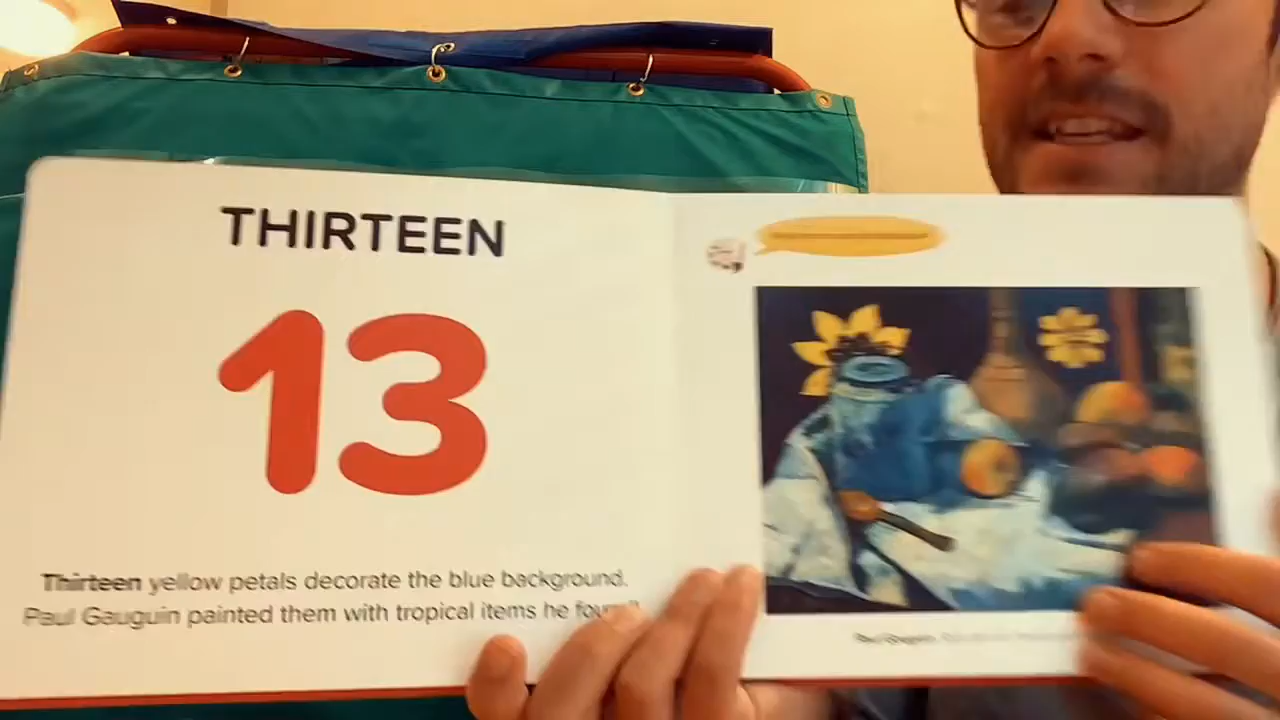 THIRTEEN
13
Thirteen yellow petals decorate the blue background.
Paul Gauguin painted them with tropical items he